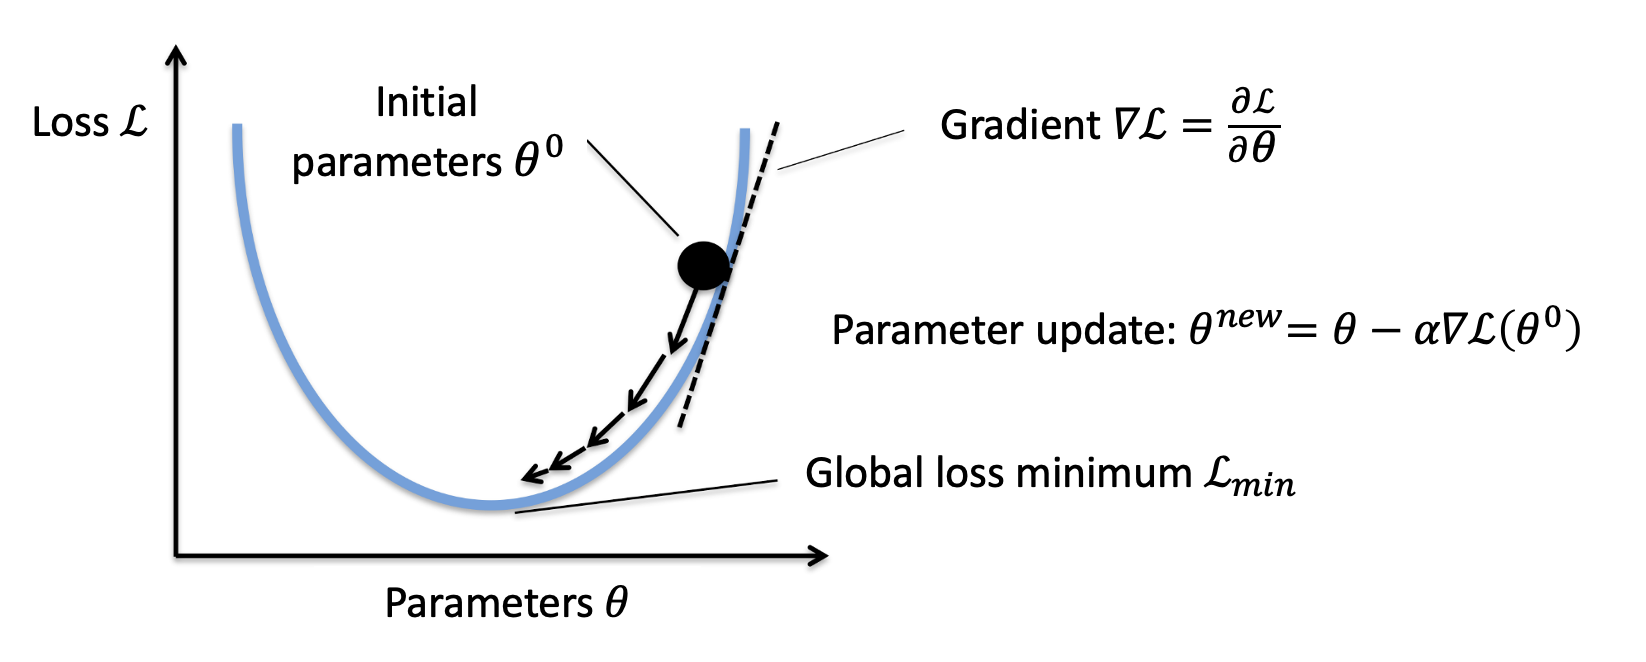 Loss ℒ
Initial
parameters θ⁰
Gradient ∇ℒ = ∂ℒ/∂θ
Parameter update: θⁿᵉʷ = θ − α∇ℒ(θ⁰)
Global loss minimum ℒₘᵢₙ
Parameters θ